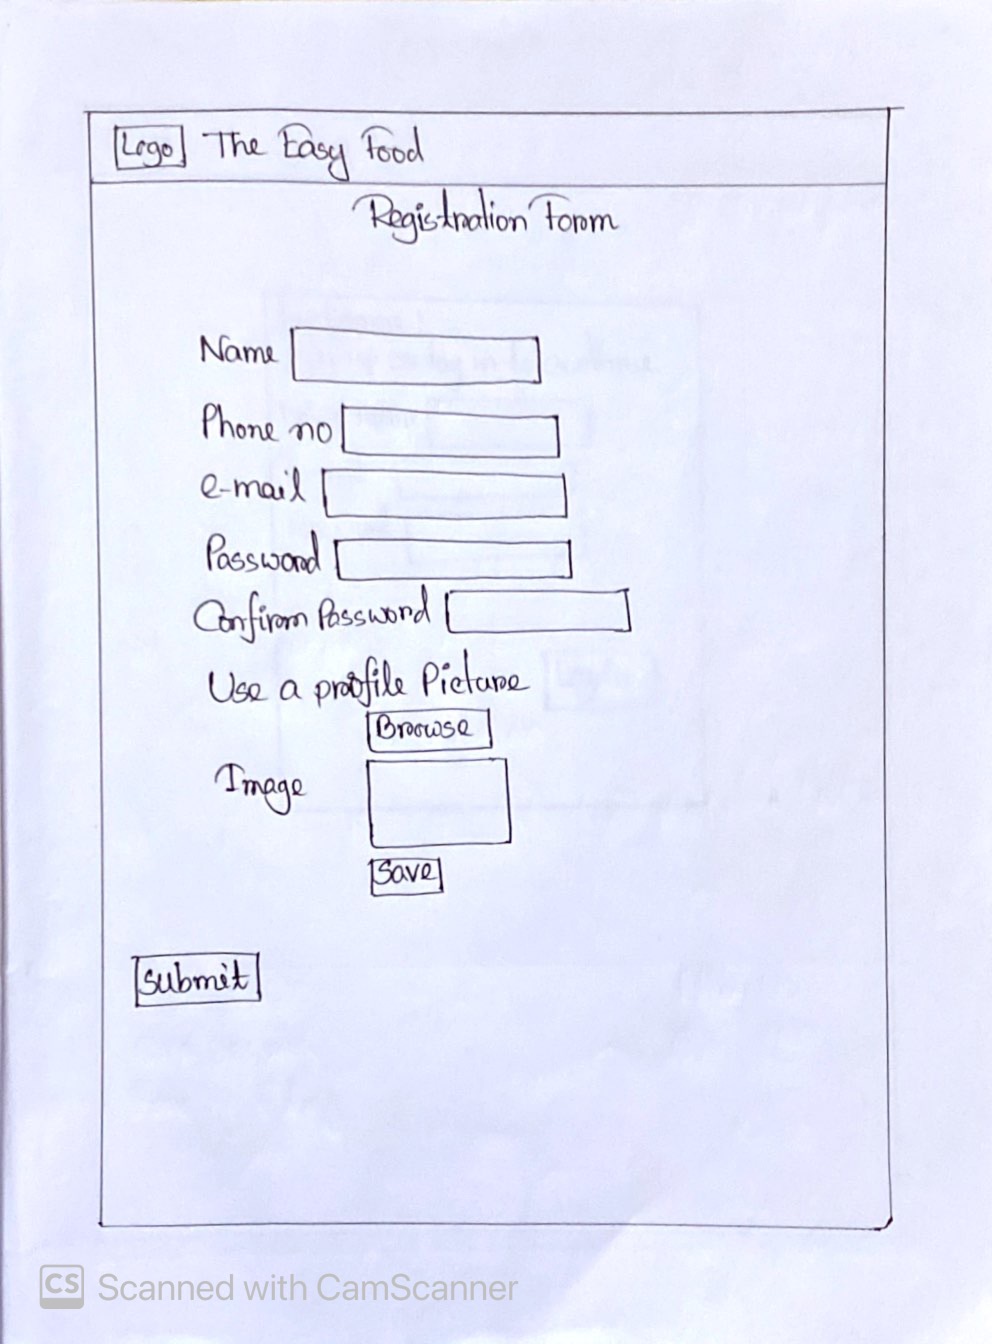 Logo The Easy Food
Registration Form
Name
Phone no
e-mail
Password
Confirm Password
Use a profile Picture
Browse
Image
Save
Submit
CS Scanned with CamScanner